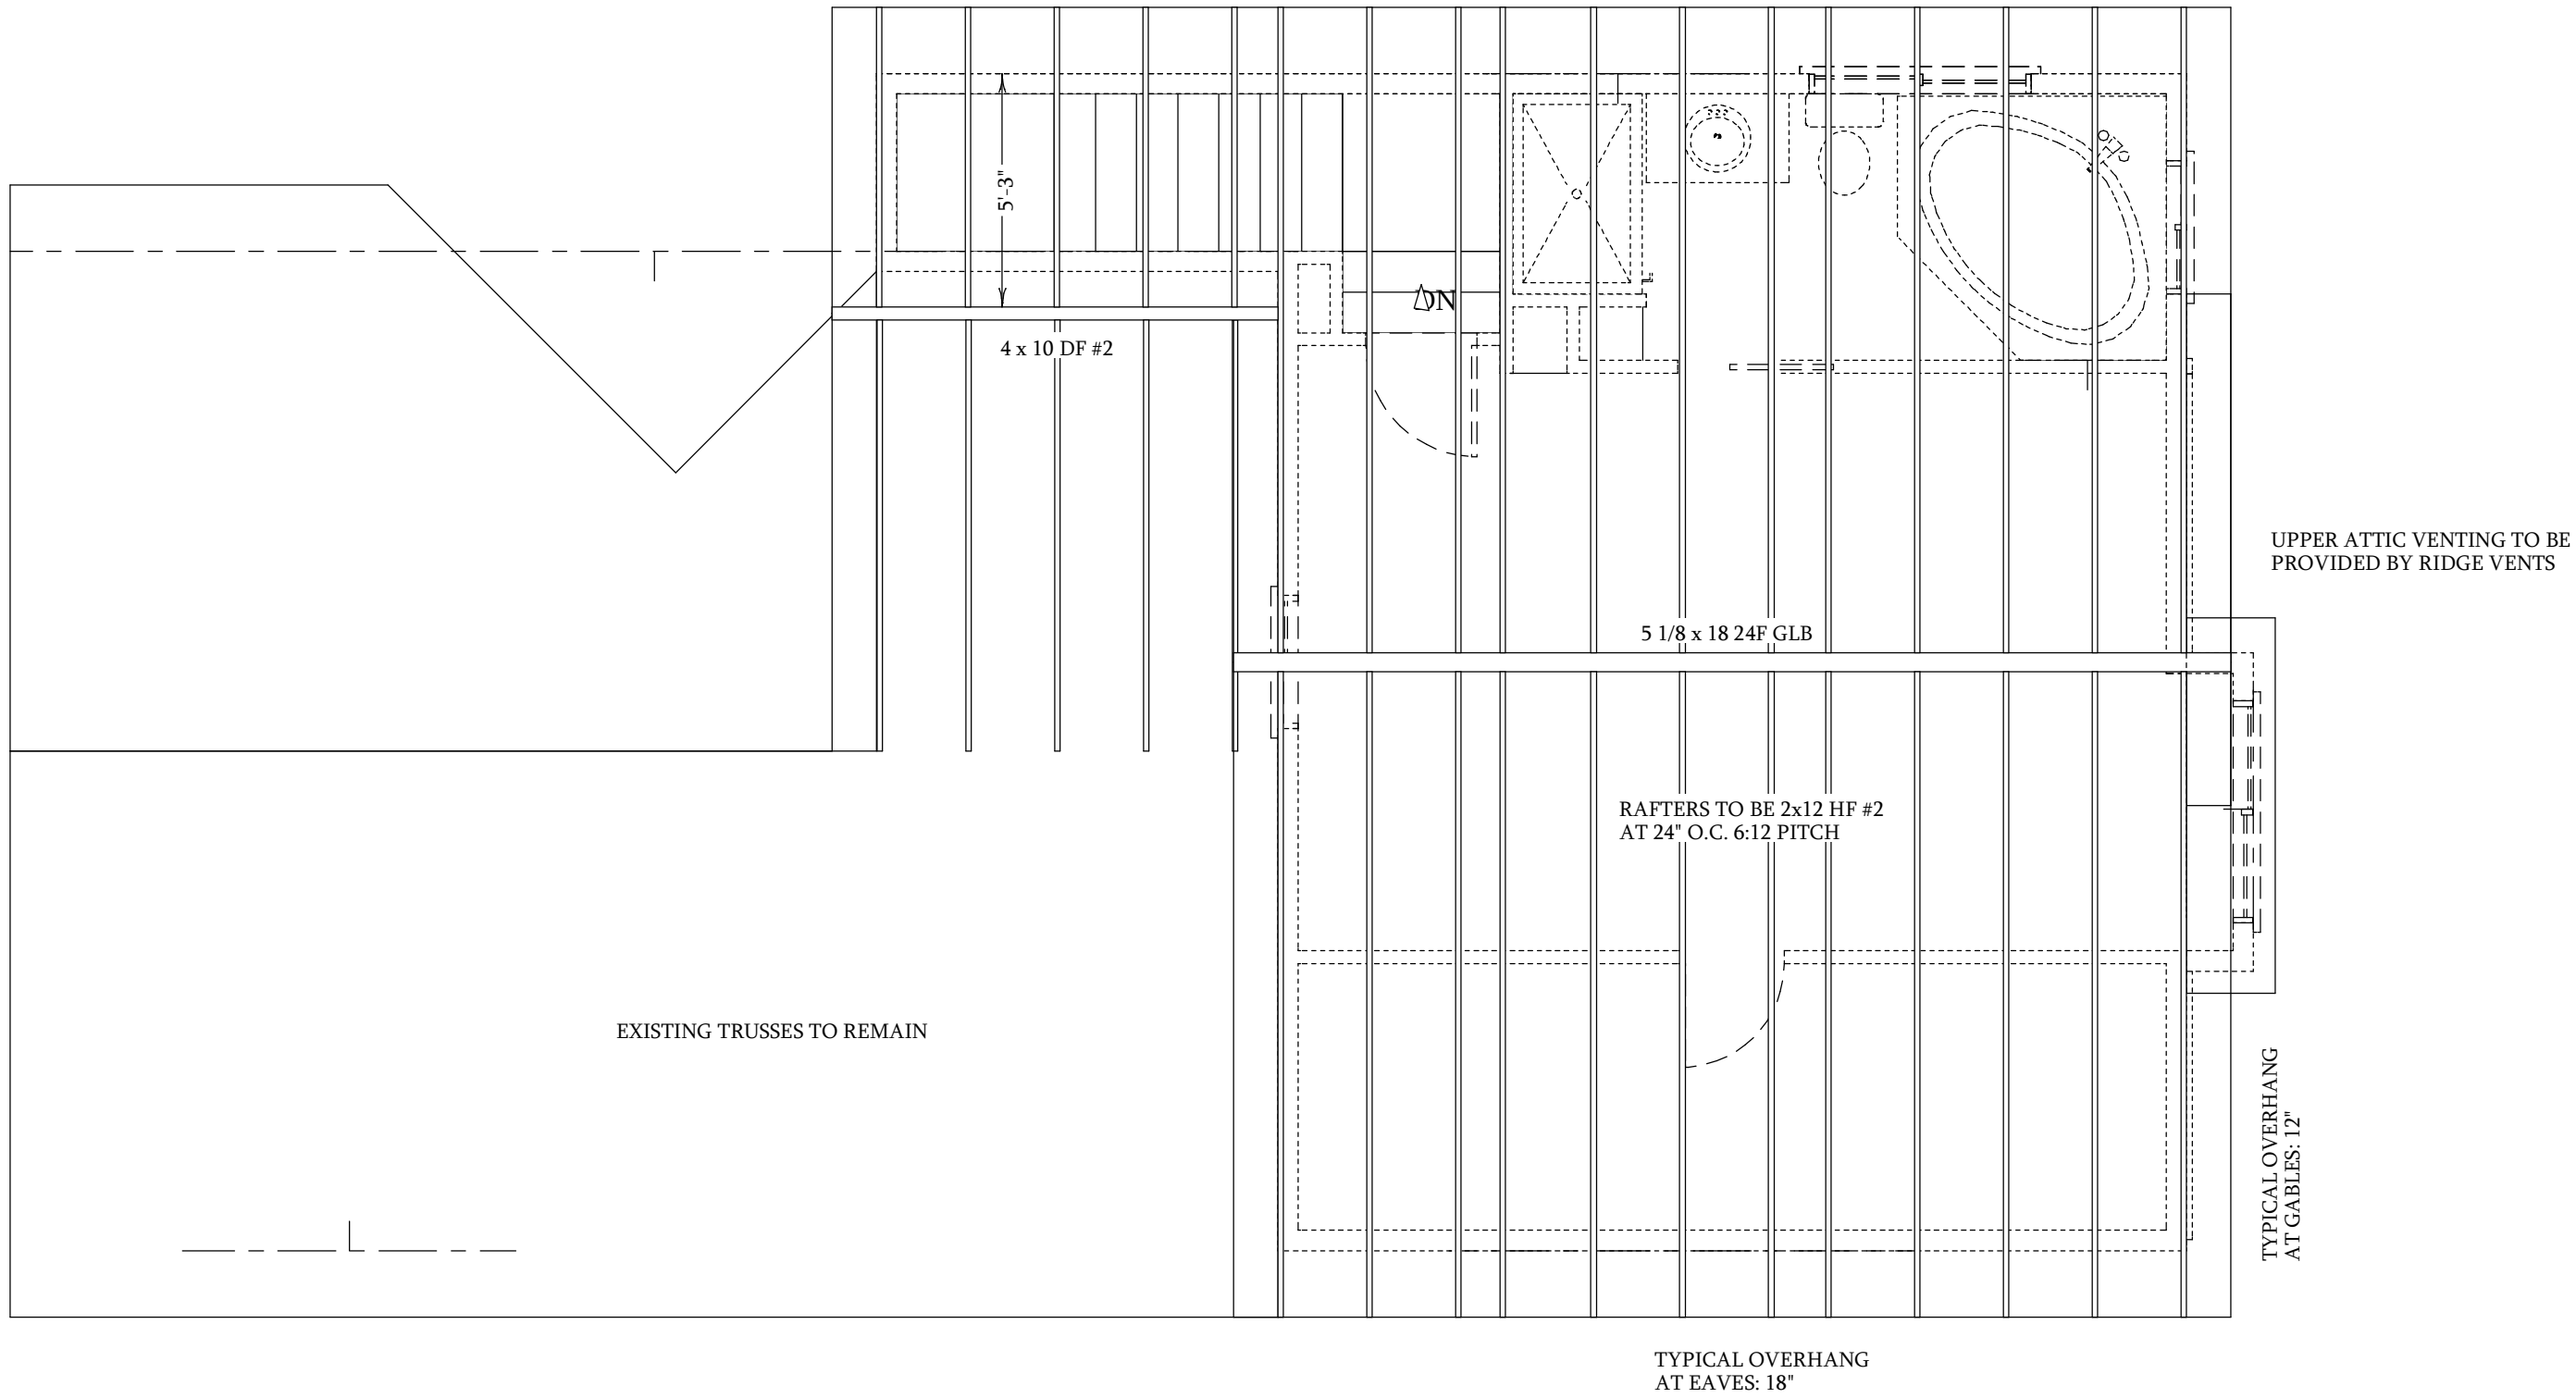 5'-3"
DN
4 x 10 DF #2
UPPER ATTIC VENTING TO BE
PROVIDED BY RIDGE VENTS
5 1/8 x 18 24F GLB
RAFTERS TO BE 2x12 HF #2
AT 24" O.C. 6:12 PITCH
EXISTING TRUSSES TO REMAIN
TYPICAL OVERHANG
AT GABLES: 12"
TYPICAL OVERHANG
AT EAVES: 18"